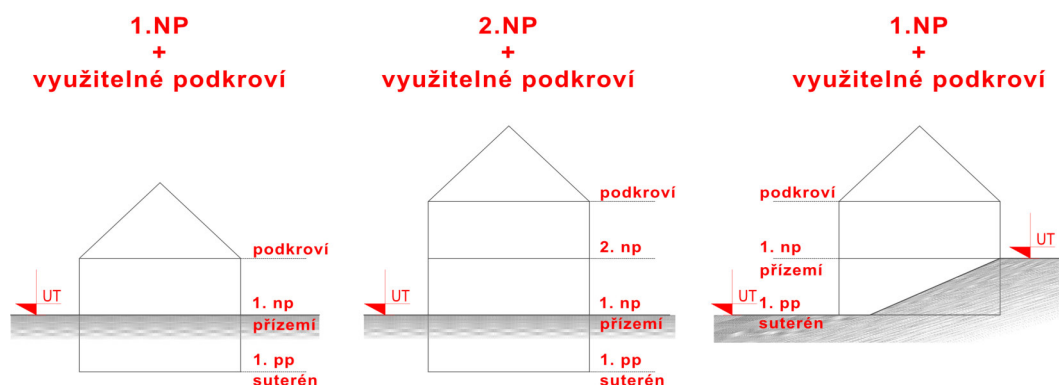 1.NP
+
využitelné podkroví
podkroví
UT
1. np
přízemí
1. pp
suterén
2.NP
+
využitelné podkroví
podkroví
2. np
UT
1. np
přízemí
1. pp
suterén
1.NP
+
využitelné podkroví
podkroví
UT
1. np
přízemí
UT
1. pp
suterén